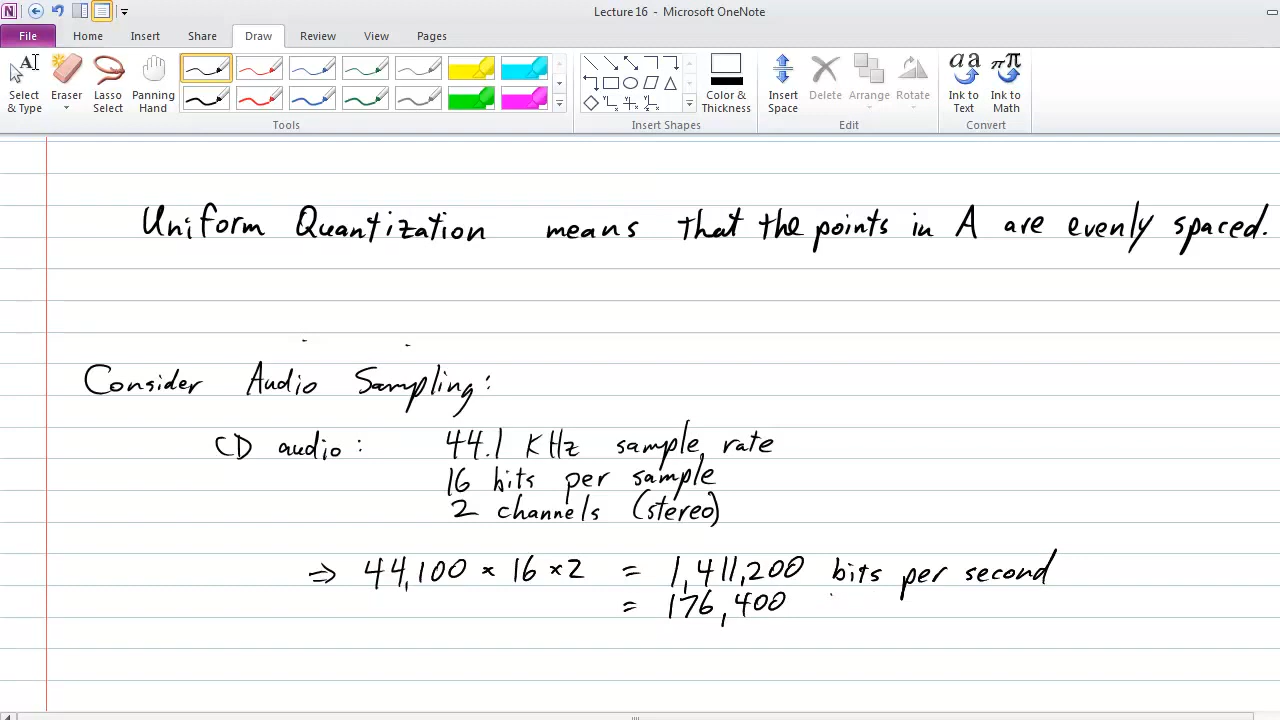 Lecture 16 - Microsoft OneNote
File Home Insert Share Draw Review View Pages
Select & Type Eraser Lasso Select Panning Hand Color & Thickness Insert Space Delete Arrange Rotate Ink to Text Ink to Math
Tools Insert Shapes Edit Convert
Uniform Quantization means that the points in A are evenly spaced.
Consider Audio Sampling:
CD audio: 44.1 KHz sample rate
16 bits per sample
2 channels (stereo)
⇒ 44,100 × 16 × 2 = 1,411,200 bits per second
= 176,400